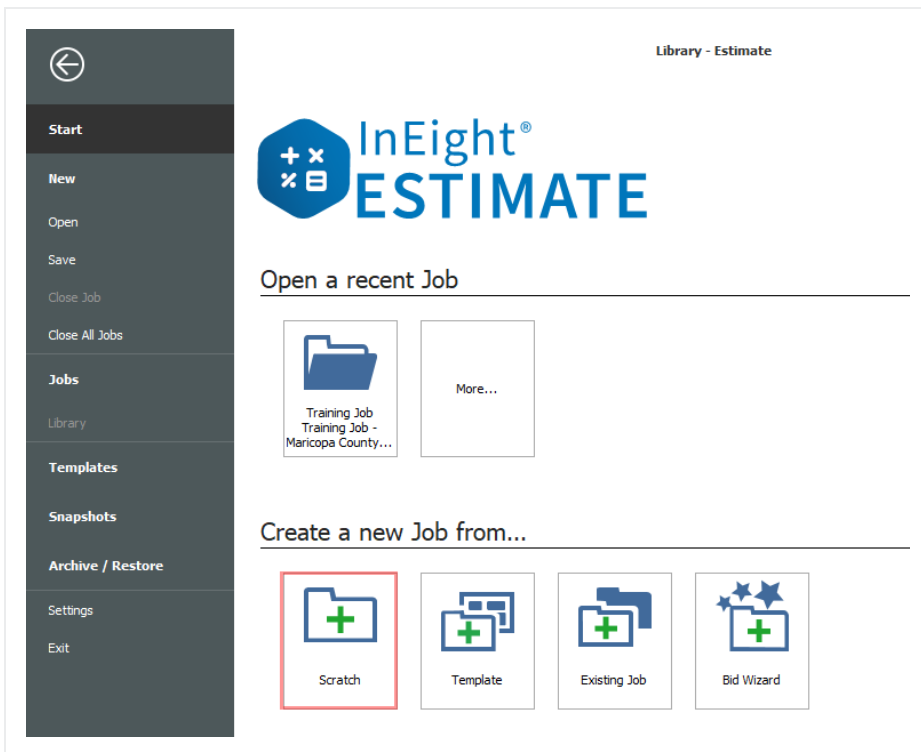 Library - Estimate
Start
New
Open
Save
Close Job
Close All Jobs
Jobs
Library
Templates
Snapshots
Archive / Restore
Settings
Exit
InEight®
ESTIMATE
Open a recent Job
Training Job
Training Job -
Maricopa County...
More...
Create a new Job from...
Scratch
Template
Existing Job
Bid Wizard